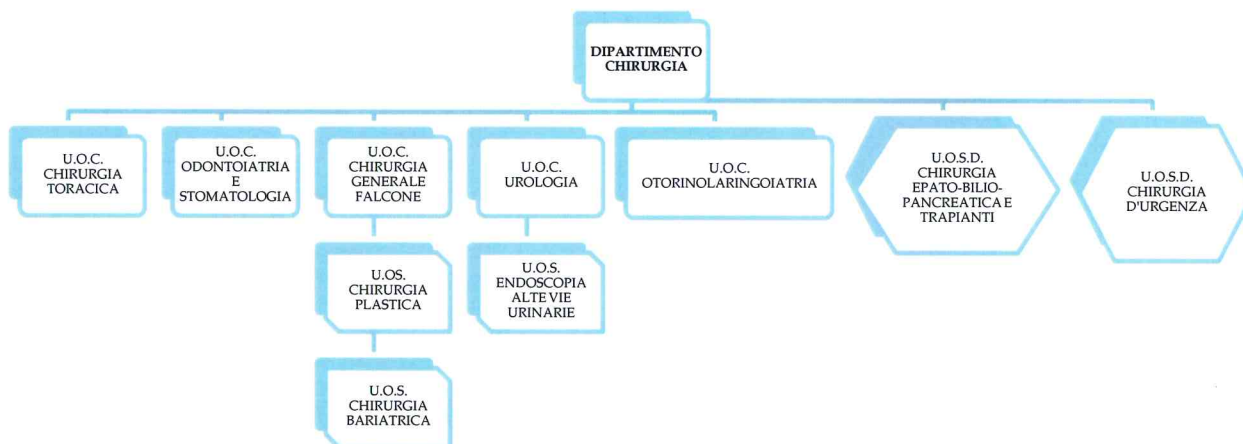 DIPARTIMENTO
CHIRURGIA
U.O.C.
CHIRURGIA
TORACICA
U.O.C.
ODONTOIATRIA
E
STOMATOLOGIA
U.O.C.
CHIRURGIA
GENERALE
FALCONE
U.O.C.
UROLOGIA
U.O.C.
OTORINOLARINGOIATRIA
U.O.S.D.
CHIRURGIA
EPATO-BILIO-
PANCREATICA E
TRAPIANTI
U.O.S.D.
CHIRURGIA
D'URGENZA
U.OS.
CHIRURGIA
PLASTICA
U.O.S.
ENDOSCOPIA
ALTE VIE
URINARIE
U.O.S.
CHIRURGIA
BARIATRICA